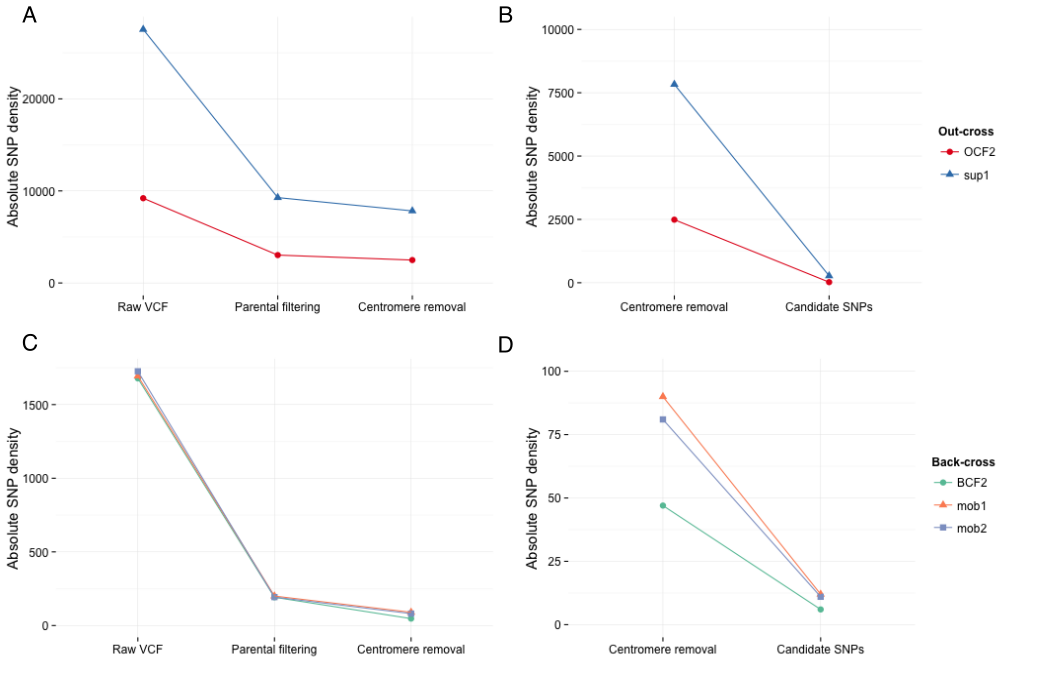 A
Absolute SNP density
20000
10000
0
Raw VCF
Parental filtering
Centromere removal
B
Absolute SNP density
10000
7500
5000
2500
0
Centromere removal
Candidate SNPs
Out-cross
OCF2
sup1
C
Absolute SNP density
1500
1000
500
0
Raw VCF
Parental filtering
Centromere removal
D
Absolute SNP density
100
75
50
25
0
Centromere removal
Candidate SNPs
Back-cross
BCF2
mob1
mob2